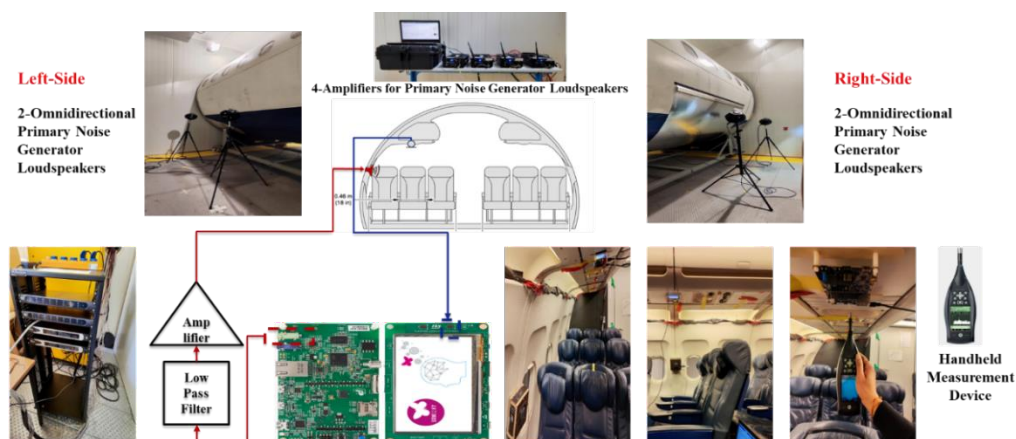 Left-Side
2-Omnidirectional
Primary Noise
Generator
Loudspeakers
4-Amplifiers for Primary Noise Generator Loudspeakers
Right-Side
2-Omnidirectional
Primary Noise
Generator
Loudspeakers
0.46 m
(18 in)
Amp
lifier
Low
Pass
Filter
Handheld
Measurement
Device